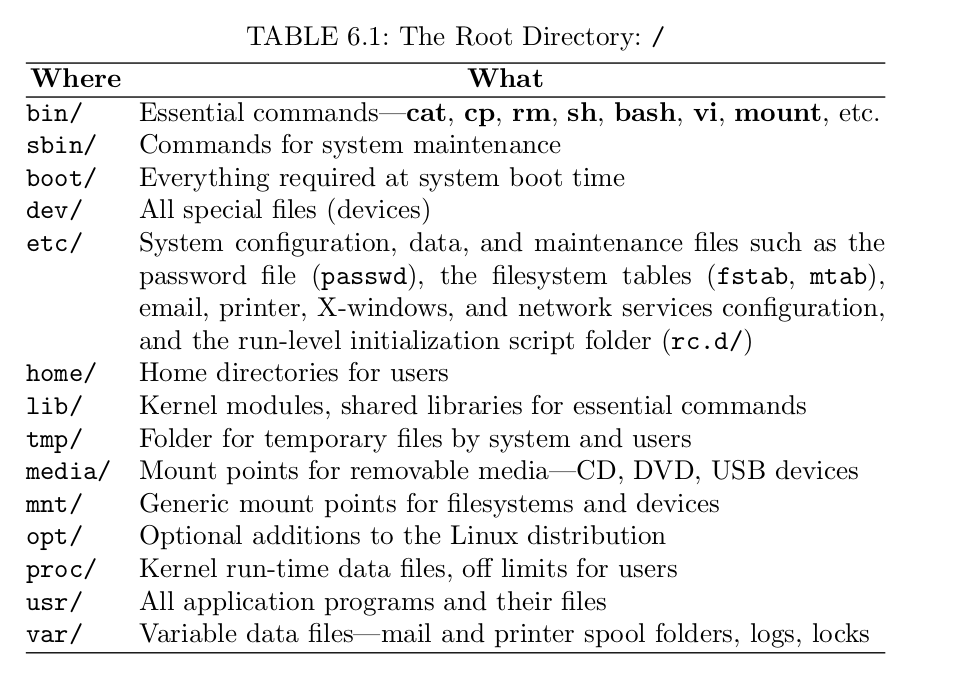 TABLE 6.1: The Root Directory: /
Where What
bin/ Essential commands—cat, cp, rm, sh, bash, vi, mount, etc.
sbin/ Commands for system maintenance
boot/ Everything required at system boot time
dev/ All special files (devices)
etc/ System configuration, data, and maintenance files such as the
password file (passwd), the filesystem tables (fstab, mtab),
email, printer, X-windows, and network services configuration,
and the run-level initialization script folder (rc.d/)
home/ Home directories for users
lib/ Kernel modules, shared libraries for essential commands
tmp/ Folder for temporary files by system and users
media/ Mount points for removable media—CD, DVD, USB devices
mnt/ Generic mount points for filesystems and devices
opt/ Optional additions to the Linux distribution
proc/ Kernel run-time data files, off limits for users
usr/ All application programs and their files
var/ Variable data files—mail and printer spool folders, logs, locks